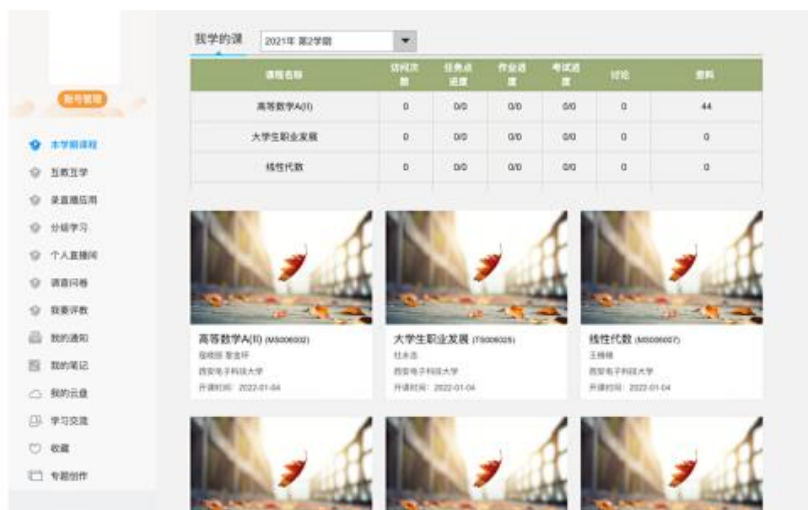 我学的课
2021年 第2学期
课程名称 访问次数 任务点进度 作业进度 考试进度 讨论 资料
高等数学A(II) 0 0/0 0/0 0/0 0 44
大学生职业发展 0 0/0 0/0 0/0 0 0
线性代数 0 0/0 0/0 0/0 0 0
账号管理
本学期课程
互教互学
录直播应用
分组学习
个人直播间
调查问卷
我要评教
我的通知
我的笔记
我的云盘
学习交流
收藏
专题创作
高等数学A(II) (MS006002)
西安电子科技大学
开课时间：2022-01-04
大学生职业发展 (TS006025)
西安电子科技大学
开课时间：2022-01-04
线性代数 (MS006007)
西安电子科技大学
开课时间：2022-01-04